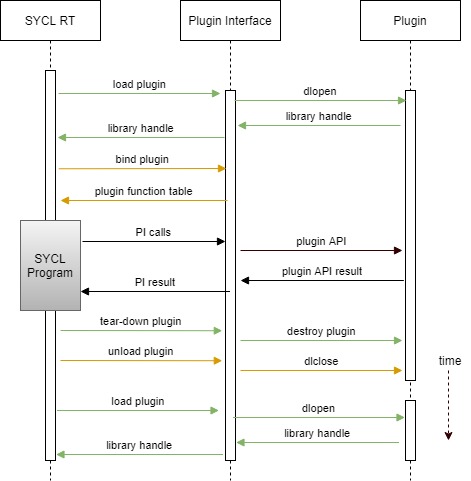 SYCL RT
Plugin Interface
Plugin
load plugin
dlopen
library handle
library handle
bind plugin
plugin function table
PI calls
plugin API
SYCL
Program
plugin API result
PI result
tear-down plugin
destroy plugin
unload plugin
dlclose
time
load plugin
dlopen
library handle
library handle